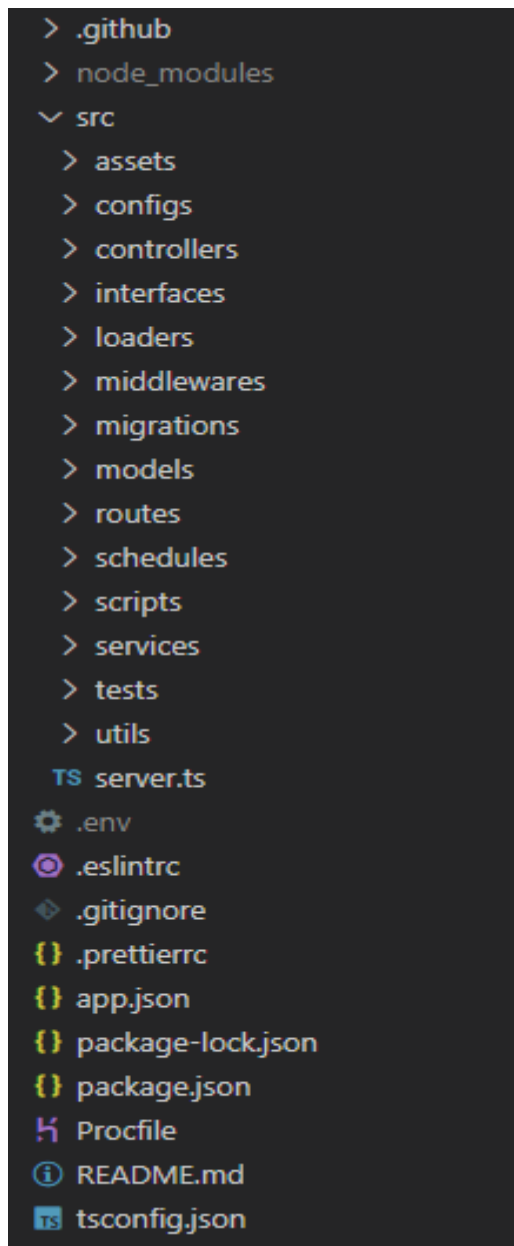 .github
node_modules
src
assets
configs
controllers
interfaces
loaders
middlewares
migrations
models
routes
schedules
scripts
services
tests
utils
TS server.ts
.env
.eslintrc
.gitignore
{} .prettierrc
{} app.json
{} package-lock.json
{} package.json
Procfile
README.md
TS tsconfig.json